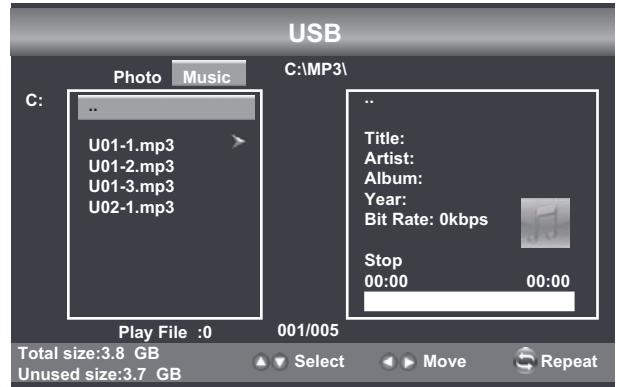 USB
Photo Music C:\MP3\
C:
..
U01-1.mp3
U01-2.mp3
U01-3.mp3
U02-1.mp3
..
Title:
Artist:
Album:
Year:
Bit Rate: 0kbps
Stop
00:00 00:00
Play File :0 001/005
Total size:3.8 GB
Unused size:3.7 GB
Select Move Repeat